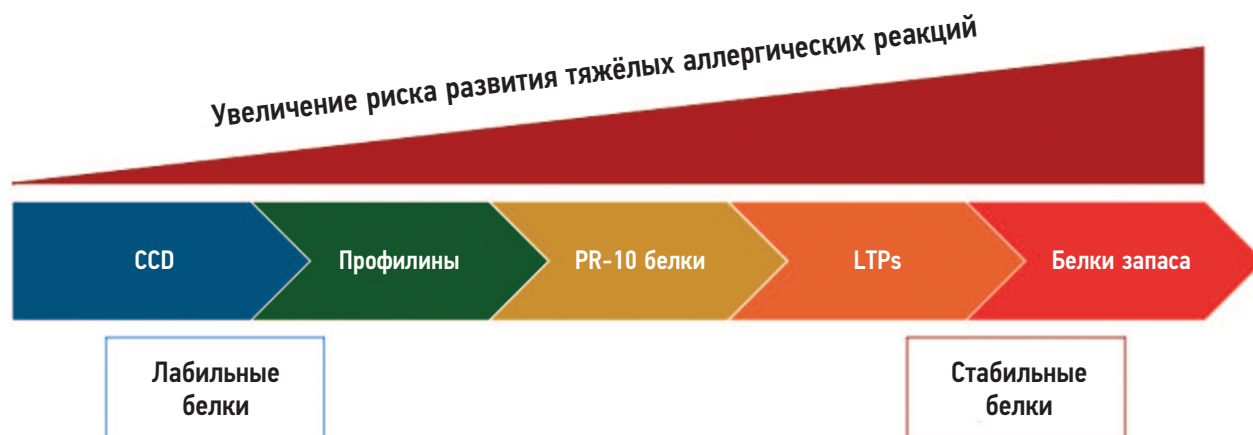 Увеличение риска развития тяжёлых аллергических реакций
CCD
Профилины
PR-10 белки
LTPs
Белки запаса
Лабильные
белки
Стабильные
белки